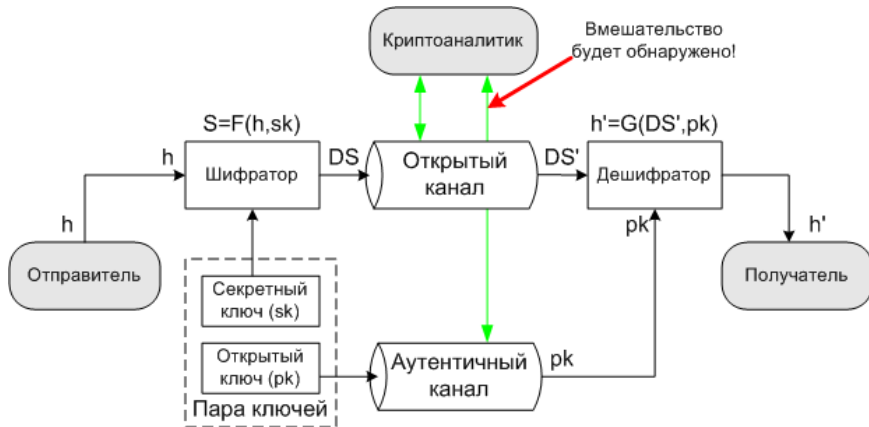 Криптоаналитик
Вмешательство
будет обнаружено!
S=F(h,sk)
h'=G(DS',pk)
h
Шифратор
DS
Открытый
канал
DS'
Дешифратор
h
pk
h'
Отправитель
Получатель
Секретный
ключ (sk)
Открытый
ключ (pk)
Пара ключей
Аутентичный
канал
pk